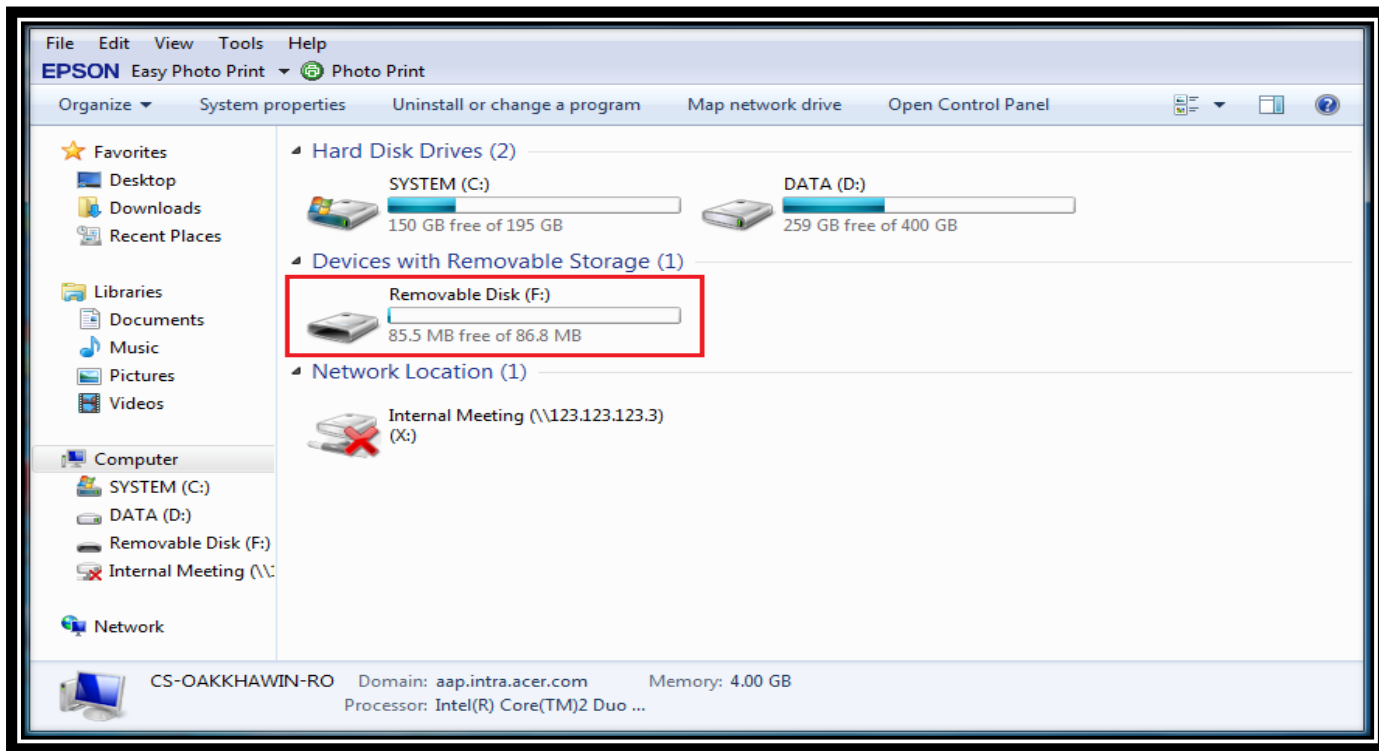 File Edit View Tools Help
EPSON Easy Photo Print Photo Print
Organize System properties Uninstall or change a program Map network drive Open Control Panel
Favorites
Desktop
Downloads
Recent Places
Libraries
Documents
Music
Pictures
Videos
Computer
SYSTEM (C:)
DATA (D:)
Removable Disk (F:)
Internal Meeting (\\
Network
Hard Disk Drives (2)
SYSTEM (C:)
150 GB free of 195 GB
DATA (D:)
259 GB free of 400 GB
Devices with Removable Storage (1)
Removable Disk (F:)
85.5 MB free of 86.8 MB
Network Location (1)
Internal Meeting (\\123.123.123.3)
(X:)
CS-OAKKHAWIN-RO Domain: aap.intra.acer.com Memory: 4.00 GB
Processor: Intel(R) Core(TM)2 Duo ...